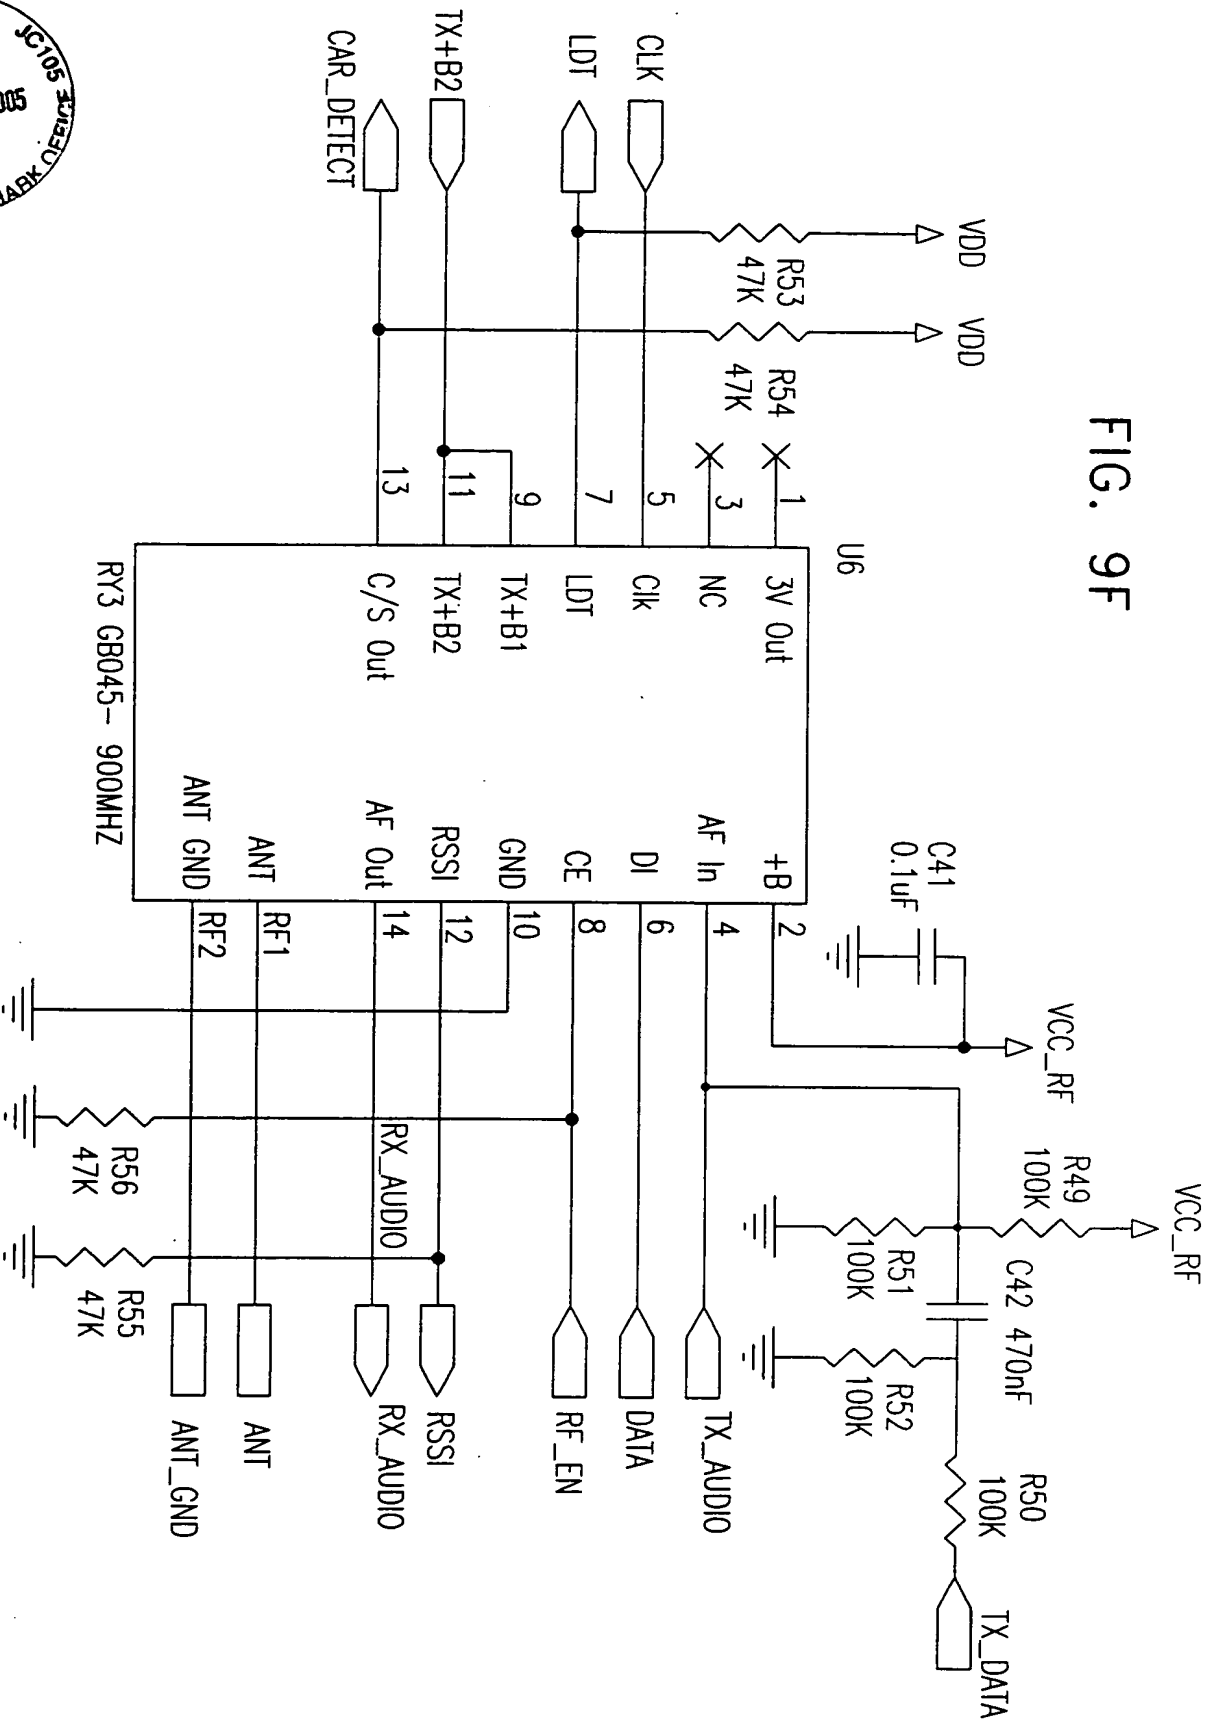 FIG. 9F
VCC_RF
R49
100K
VCC_RF
C41
0.1uF
C42 470nF
R50
100K
TX_DATA
R51
100K
R52
100K
VDD
VDD
R53
47K
R54
47K
U6
CLK
LDT
TX+B2
CAR_DETECT
1
3
5
7
9
11
13
3V Out
NC
Clk
LDT
TX+B1
TX+B2
C/S Out
+B
AF In
DI
CE
GND
RSSI
AF Out
ANT
ANT GND
2
4
6
8
10
12
14
RF1
RF2
RY3 GB045- 900MHZ
TX_AUDIO
DATA
RF_EN
RSSI
RX_AUDIO
RX_AUDIO
ANT
ANT_GND
R56
47K
R55
47K
JC105